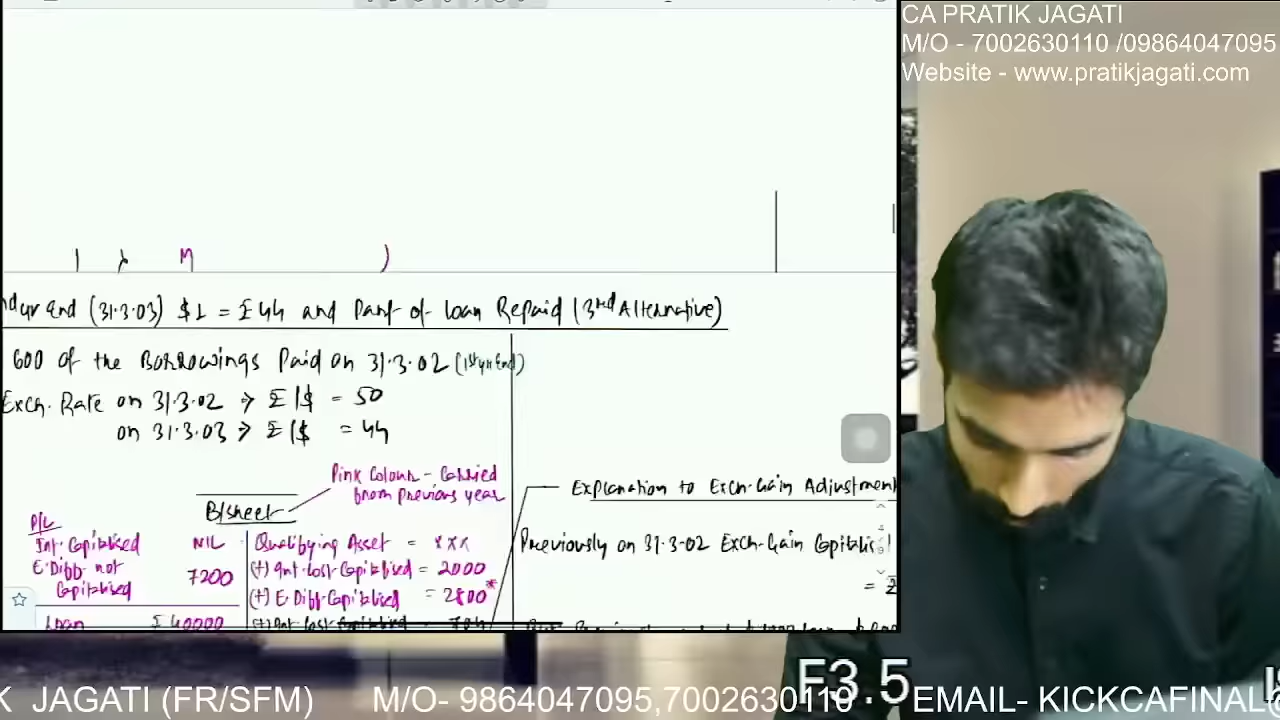 CA PRATIK JAGATI
M/O - 7002630110 /09864047095
Website - www.pratikjagati.com
nd yr End (31.3.03) $1 = ₤44 and Part of Loan Repaid (3rd Alternative)
600 of the Borrowings Paid on 31.3.02 (1st yr End)
Exch. Rate on 31.3.02 → ₤|$ = 50
on 31.3.03 → ₤|$ = 44
Pink Colour - Carried
from previous year
B/sheet
Explanation to Exch-Gain Adjustment
P/L
Int. Capitalised NIL
E. Diff not
Capitalised 7200
Loan ₤40000
Qualifying Asset = xxx
(+) Int. Cost Capitalised = 2000
(+) E. Diff Capitalised = 2800*
Previously on 31.3.02 Exch-Gain Capitalis
= 2
F3.5
K JAGATI (FR/SFM) M/O- 9864047095,7002630110 EMAIL- KICKCAFINAL@